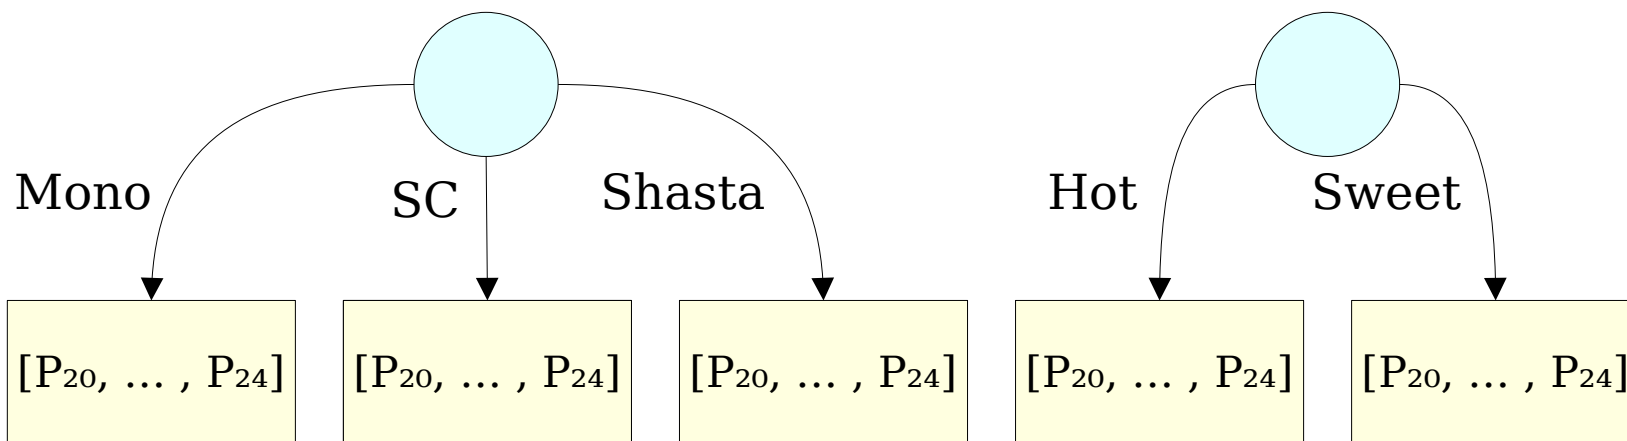 Mono
SC
Shasta
Hot
Sweet
[P₂₀, ... , P₂₄]
[P₂₀, ... , P₂₄]
[P₂₀, ... , P₂₄]
[P₂₀, ... , P₂₄]
[P₂₀, ... , P₂₄]